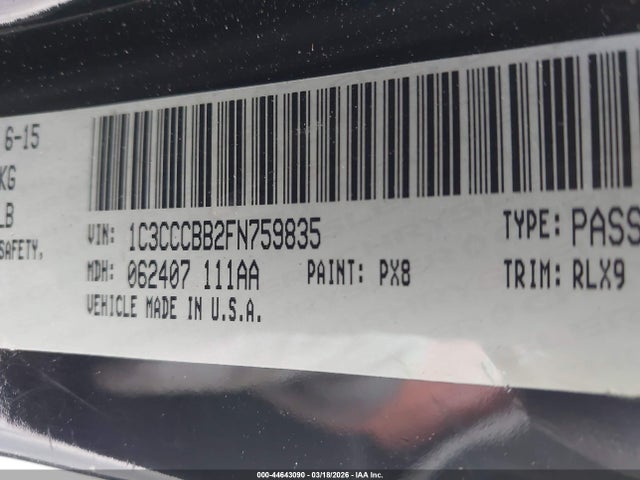 6-15
KG
LB
SAFETY.
VIN: 1C3CCCBB2FN759835
TYPE: PASS
MDH: 062407 111AA
PAINT: PX8
TRIM: RLX9
VEHICLE MADE IN U.S.A.
000-44643090 - 03/18/2026 - IAA Inc.